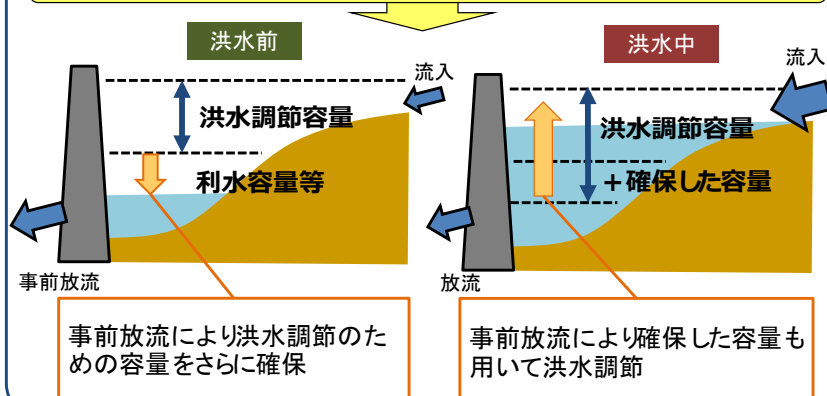 洪水前
洪水中
流入
流入
洪水調節容量
利水容量等
洪水調節容量
＋確保した容量
事前放流
放流
事前放流により洪水調節のた
めの容量をさらに確保
事前放流により確保した容量も
用いて洪水調節